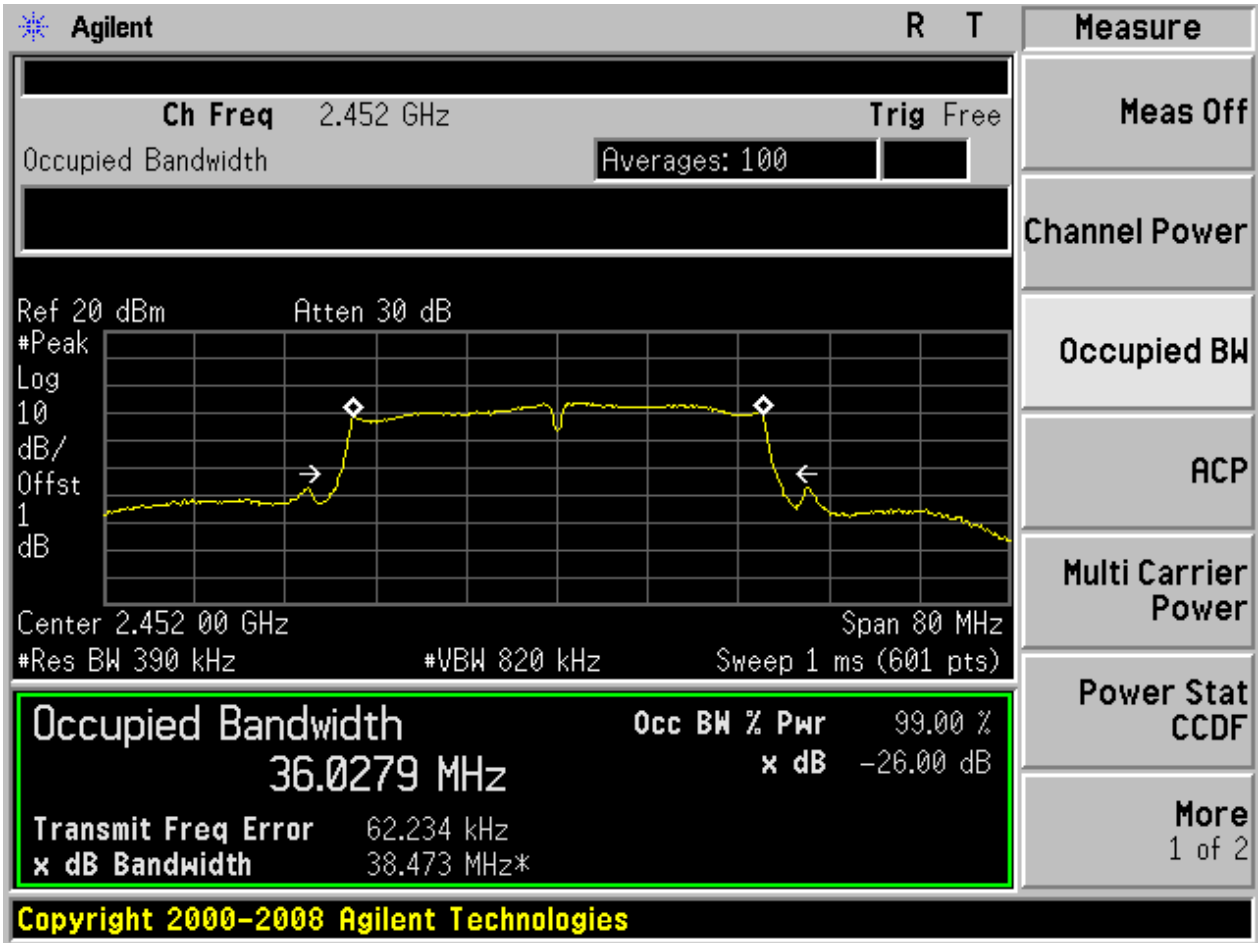 Agilent R T
Measure
Ch Freq 2.452 GHz Trig Free
Occupied Bandwidth Averages: 100
Ref 20 dBm Atten 30 dB
#Peak
Log
10
dB/
Offst
1
dB
Center 2.452 00 GHz Span 80 MHz
#Res BW 390 kHz #VBW 820 kHz Sweep 1 ms (601 pts)
Occupied Bandwidth
36.0279 MHz
Occ BW % Pwr 99.00 %
x dB -26.00 dB
Transmit Freq Error 62.234 kHz
x dB Bandwidth 38.473 MHz*
Copyright 2000-2008 Agilent Technologies
Meas Off
Channel Power
Occupied BW
ACP
Multi Carrier
Power
Power Stat
CCDF
More
1 of 2